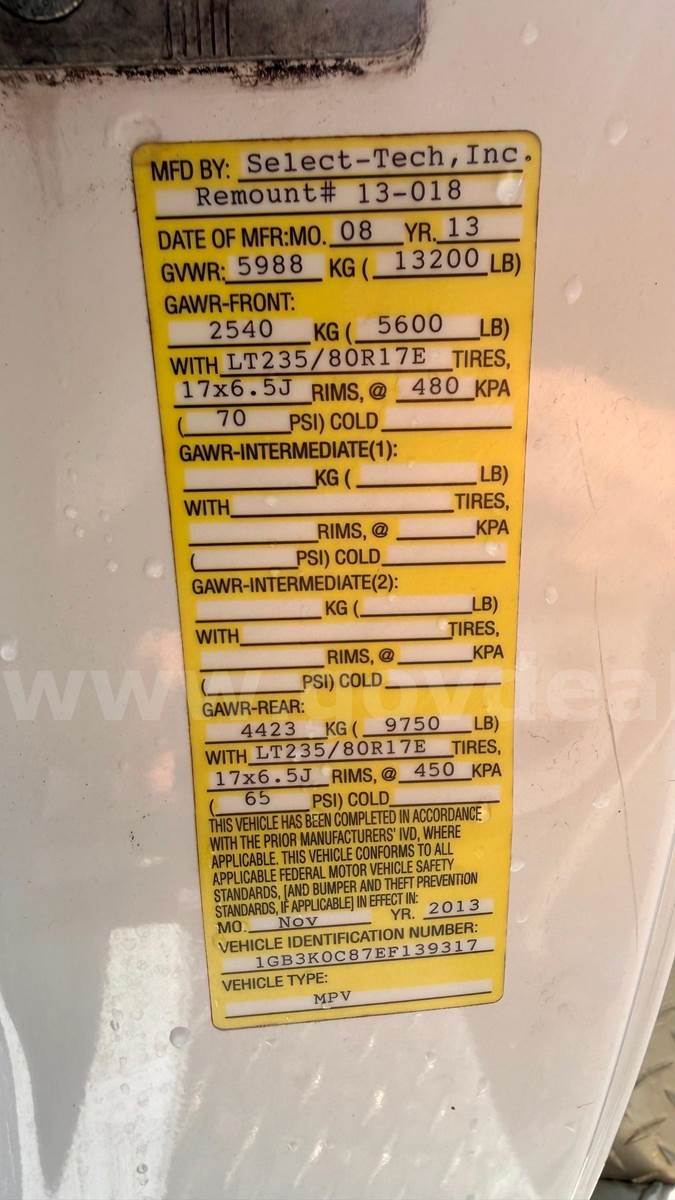 MFD BY: Select-Tech, Inc.
Remount# 13-018
DATE OF MFR:MO. 08 YR. 13
GVWR: 5988 KG ( 13200 LB)
GAWR-FRONT:
2540 KG ( 5600 LB)
WITH LT235/80R17E TIRES,
17x6.5J RIMS, @ 480 KPA
( 70 PSI) COLD
GAWR-INTERMEDIATE(1):
KG ( LB)
WITH TIRES,
RIMS, @ KPA
( PSI) COLD
GAWR-INTERMEDIATE(2):
KG ( LB)
WITH TIRES,
RIMS, @ KPA
( PSI) COLD
www.govdea
GAWR-REAR:
4423 KG ( 9750 LB)
WITH LT235/80R17E TIRES,
17x6.5J RIMS, @ 450 KPA
( 65 PSI) COLD
THIS VEHICLE HAS BEEN COMPLETED IN ACCORDANCE
WITH THE PRIOR MANUFACTURERS' IVD, WHERE
APPLICABLE. THIS VEHICLE CONFORMS TO ALL
APPLICABLE FEDERAL MOTOR VEHICLE SAFETY
STANDARDS, [AND BUMPER AND THEFT PREVENTION
STANDARDS, IF APPLICABLE] IN EFFECT IN:
MO. Nov YR. 2013
VEHICLE IDENTIFICATION NUMBER:
1GB3K0C87EF139317
VEHICLE TYPE:
MPV